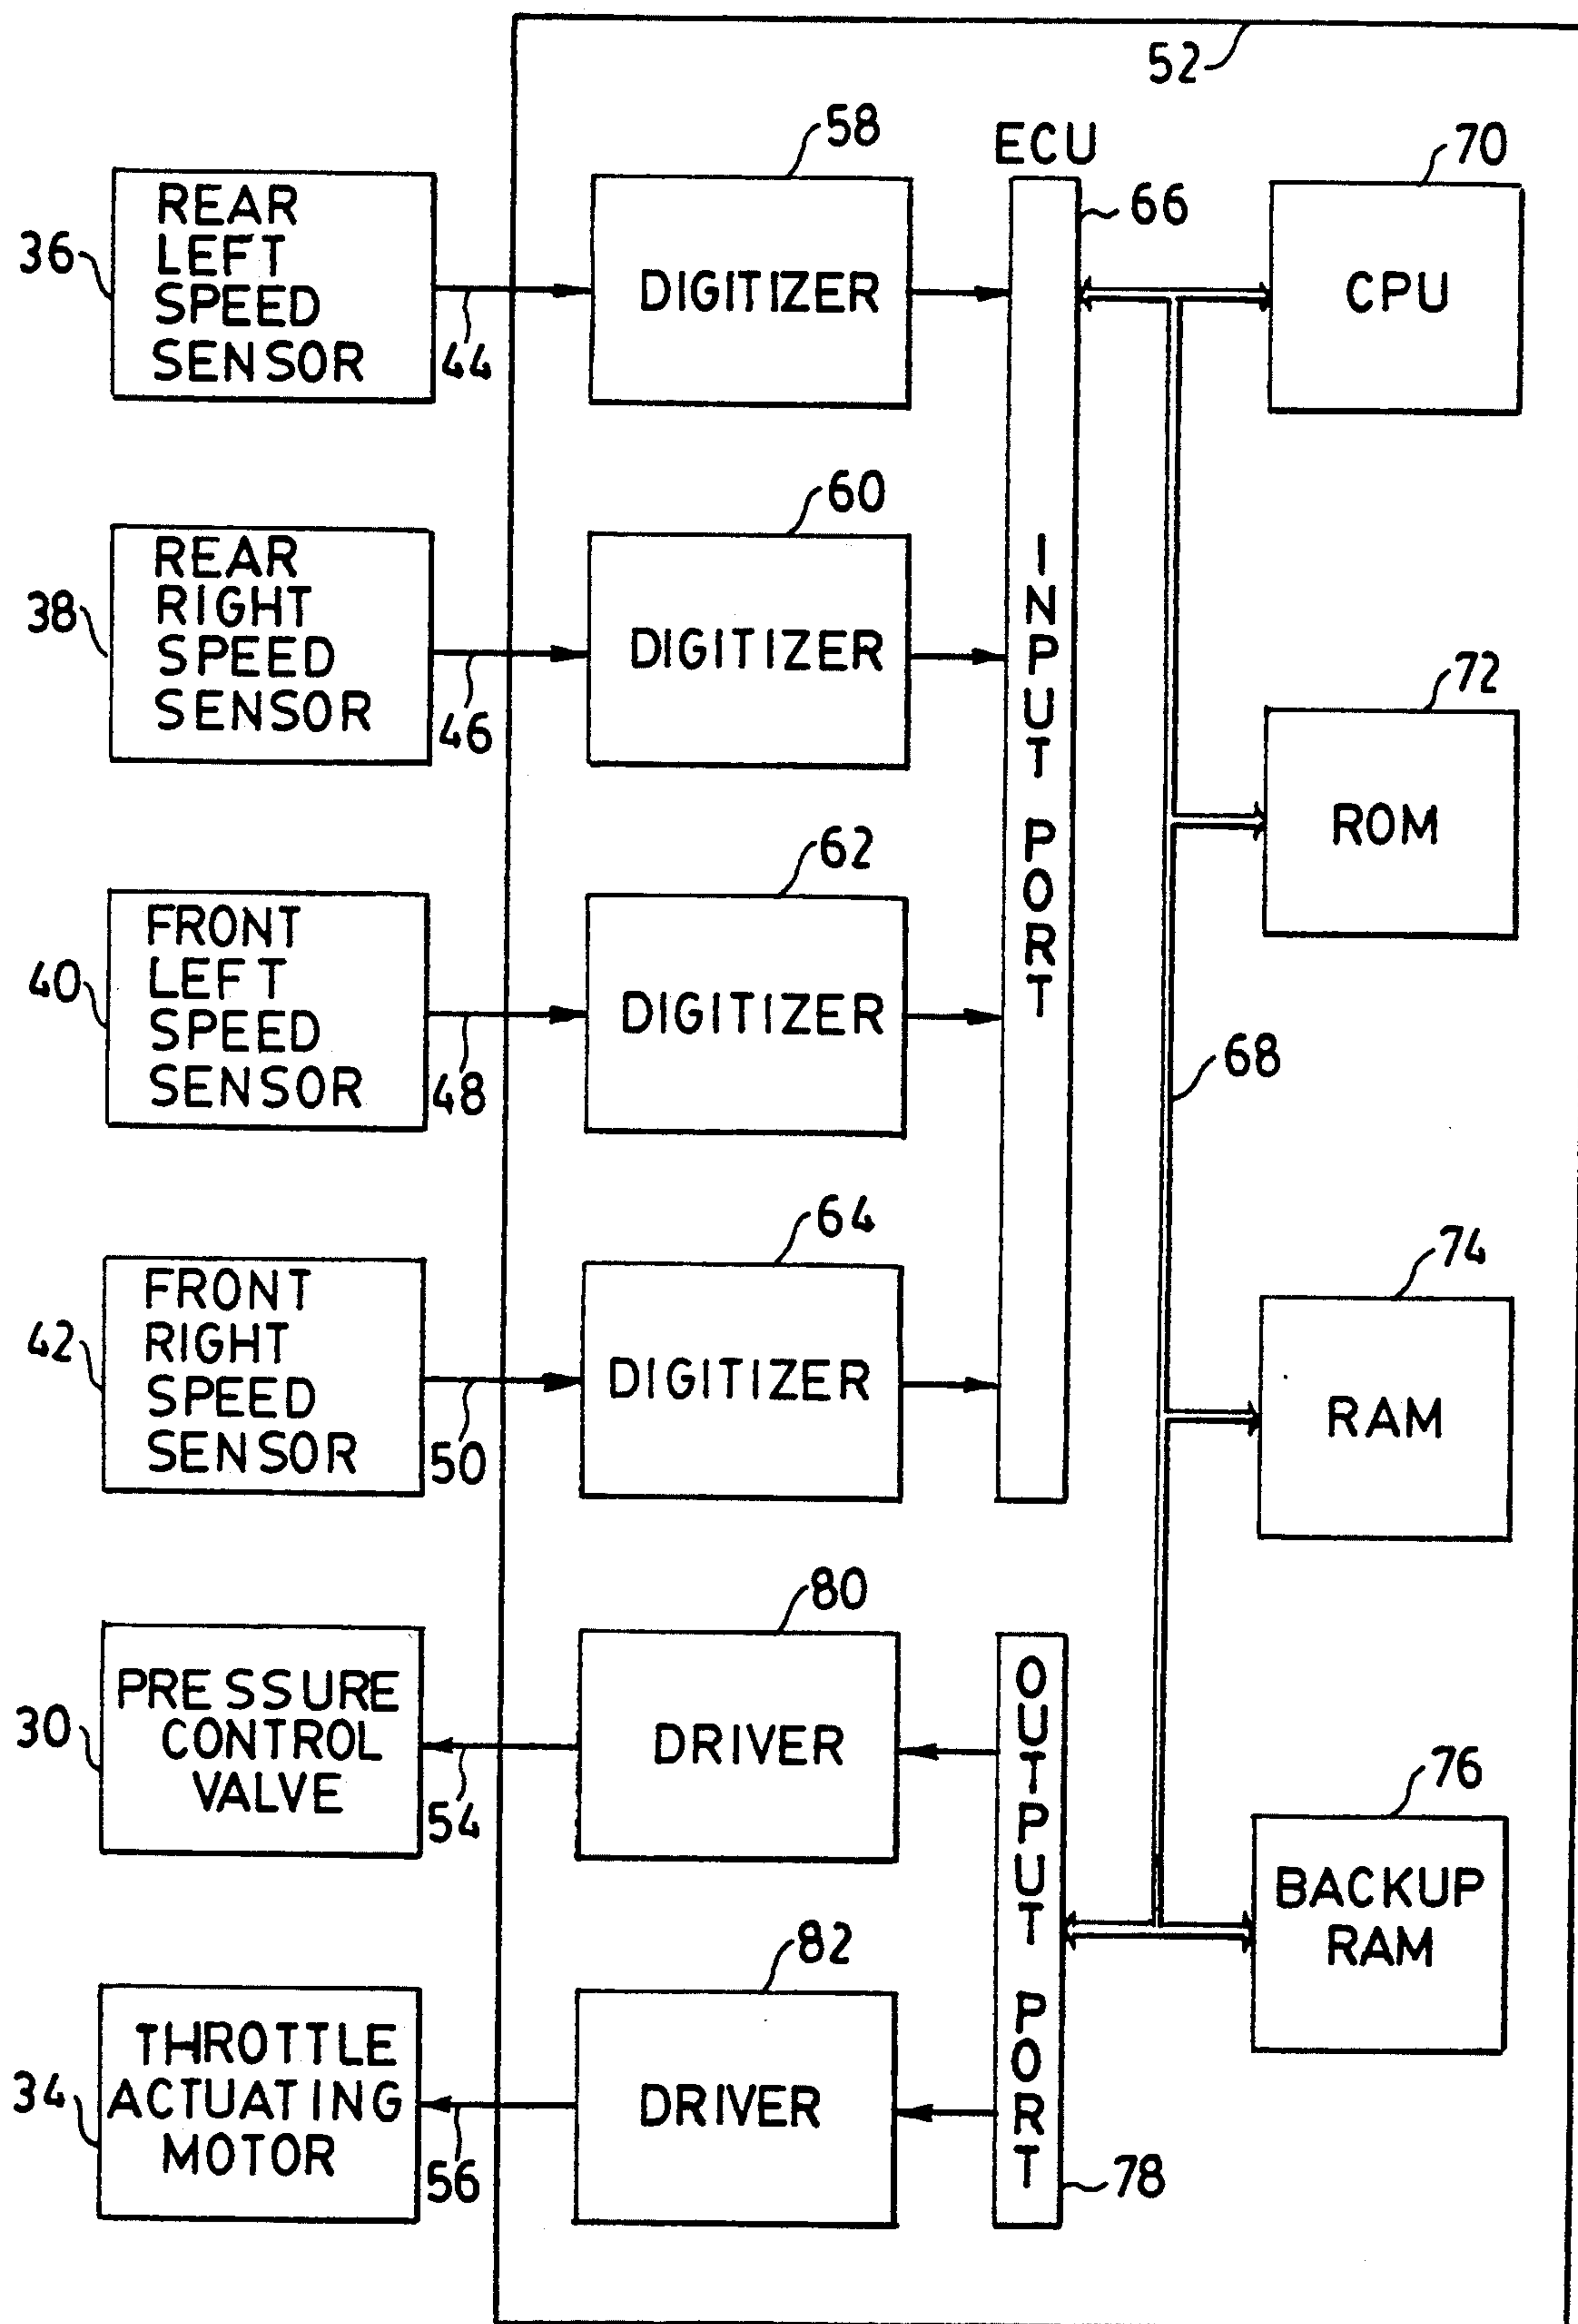 52
ECU
58
66
70
36
REAR
LEFT
SPEED
SENSOR
44
DIGITIZER
CPU
60
38
REAR
RIGHT
SPEED
SENSOR
46
DIGITIZER
INPUT PORT
72
ROM
62
40
FRONT
LEFT
SPEED
SENSOR
48
DIGITIZER
68
64
42
FRONT
RIGHT
SPEED
SENSOR
50
DIGITIZER
74
RAM
80
30
PRESSURE
CONTROL
VALVE
54
DRIVER
OUTPUT PORT
76
BACKUP
RAM
82
34
THROTTLE
ACTUATING
MOTOR
56
DRIVER
78